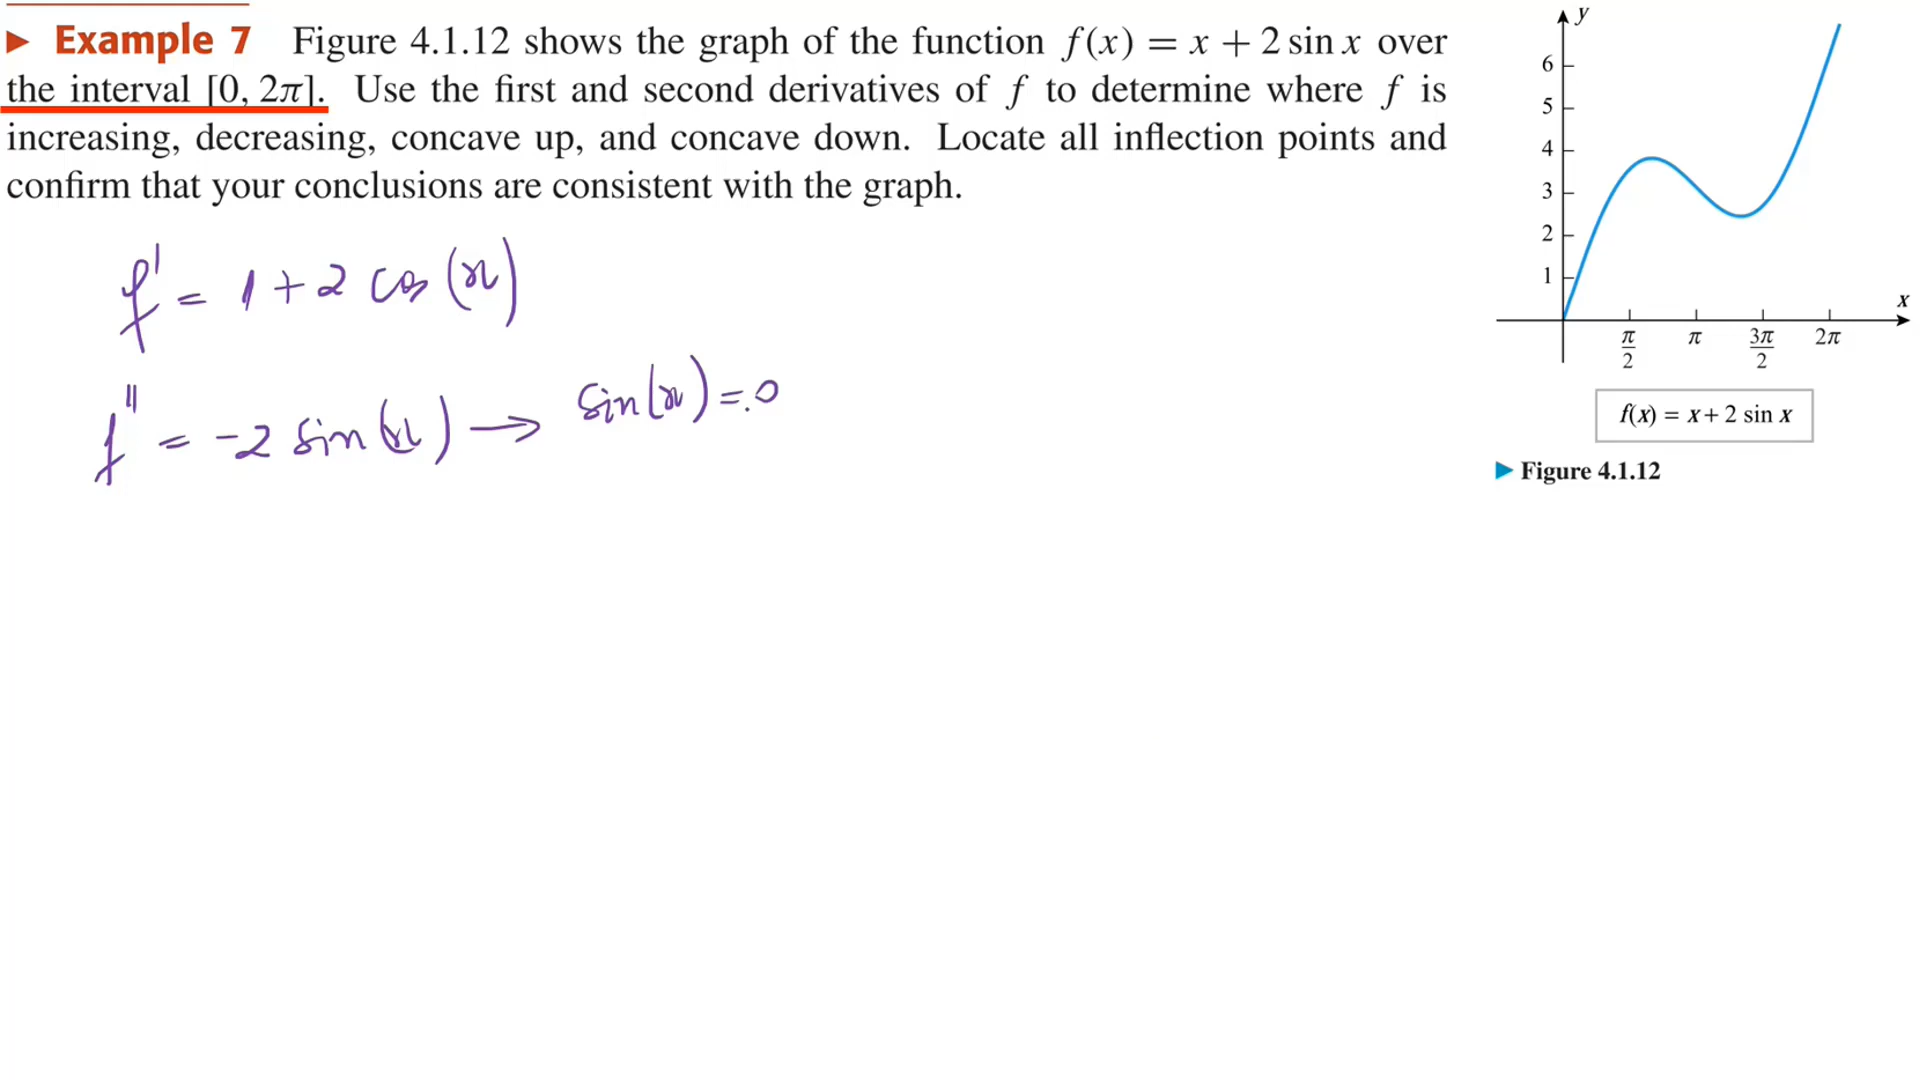 ► Example 7 Figure 4.1.12 shows the graph of the function f(x) = x + 2 sin x over
the interval [0, 2π]. Use the first and second derivatives of f to determine where f is
increasing, decreasing, concave up, and concave down. Locate all inflection points and
confirm that your conclusions are consistent with the graph.
f' = 1 + 2 cos (x)
f'' = -2 sin (x) → sin(x) = 0
y
6
5
4
3
2
1
x
π/2 π 3π/2 2π
f(x) = x + 2 sin x
► Figure 4.1.12